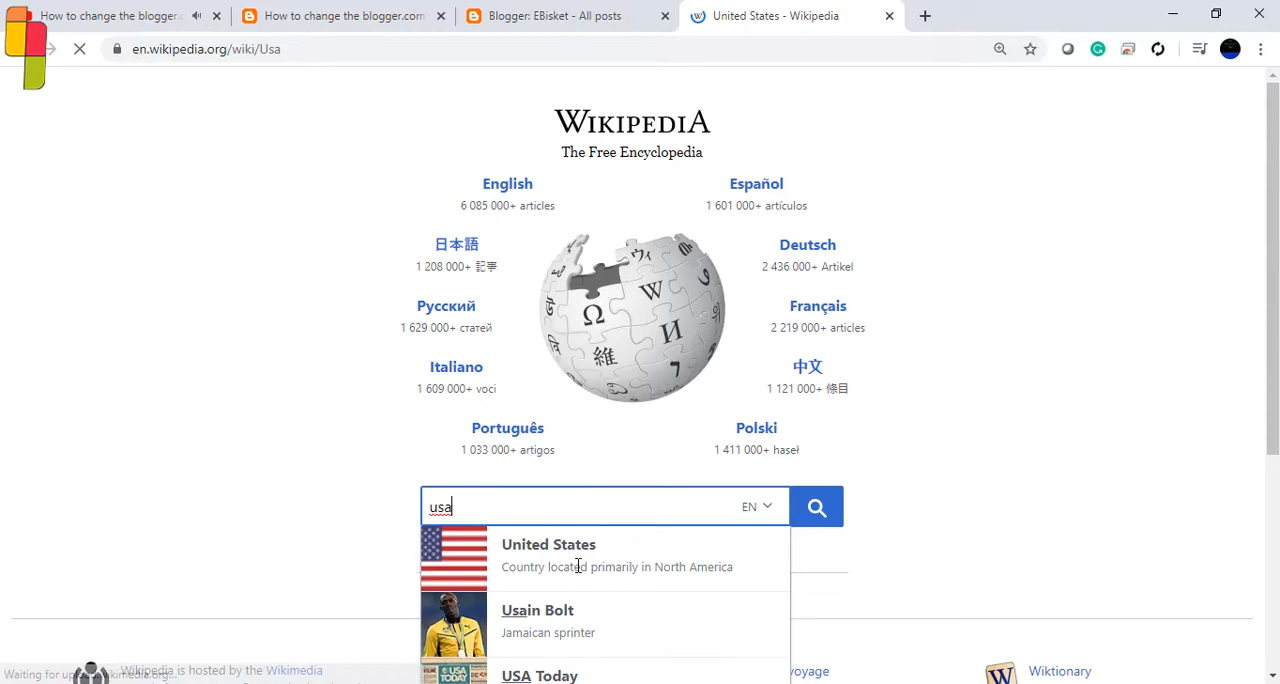 How to change the blogger.c
How to change the blogger.com
Blogger: EBisket - All posts
United States - Wikipedia
en.wikipedia.org/wiki/Usa
WIKIPEDIA
The Free Encyclopedia
English
6 085 000+ articles
Español
1 601 000+ artículos
日本語
1 208 000+ 記事
Deutsch
2 436 000+ Artikel
Русский
1 629 000+ статей
Français
2 219 000+ articles
Italiano
1 609 000+ voci
中文
1 121 000+ 條目
Português
1 033 000+ artigos
Polski
1 411 000+ haseł
usa
EN
United States
Country located primarily in North America
Usain Bolt
Jamaican sprinter
USA TODAY
USA Today
Wikipedia is hosted by the Wikimedia
voyage
Wiktionary